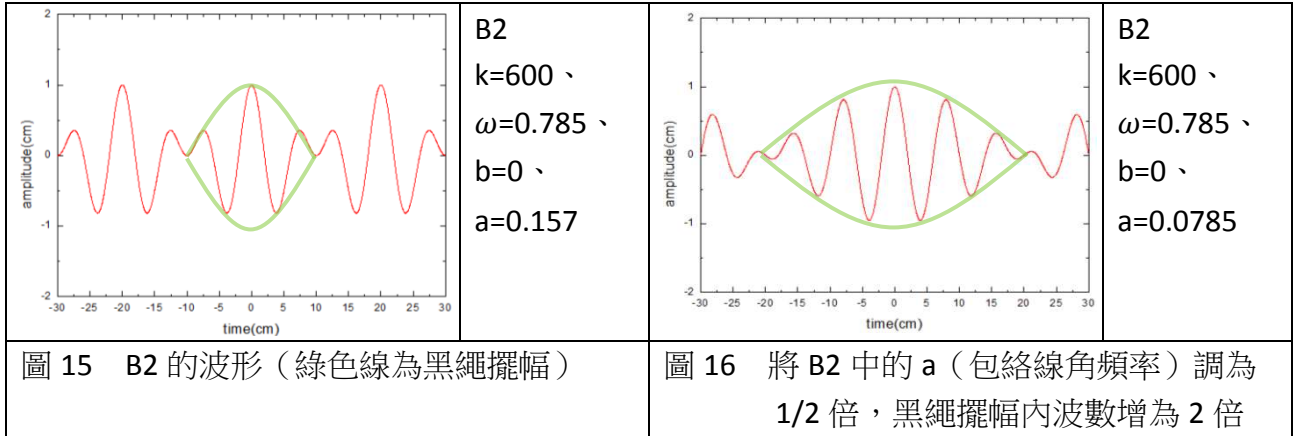 2
1
0
-1
-2
amplitude(cm)
-30 -25 -20 -15 -10 -5 0 5 10 15 20 25 30
time(cm)
B2
k=600、
ω=0.785、
b=0、
a=0.157
2
1
0
-1
-2
amplitude(cm)
-30 -25 -20 -15 -10 -5 0 5 10 15 20 25 30
time(cm)
B2
k=600、
ω=0.785、
b=0、
a=0.0785
圖 15 B2 的波形（綠色線為黑繩擺幅）
圖 16 將 B2 中的 a（包絡線角頻率）調為
1/2 倍，黑繩擺幅內波數增為 2 倍